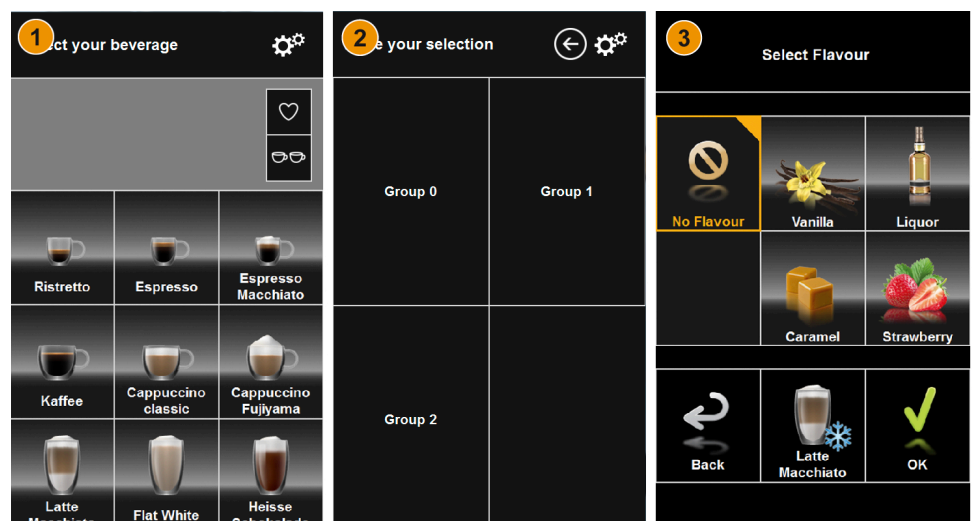 1
ct your beverage
Ristretto
Espresso
Espresso
Macchiato
Kaffee
Cappuccino
classic
Cappuccino
Fujiyama
Latte
Flat White
Heisse
2
your selection
Group 0
Group 1
Group 2
3
Select Flavour
No Flavour
Vanilla
Liquor
Caramel
Strawberry
Back
Latte
Macchiato
OK